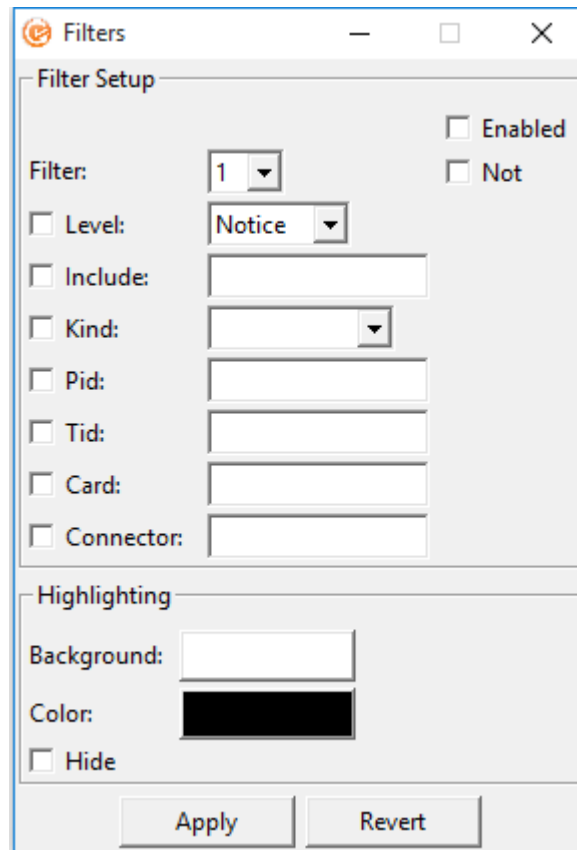 Filters
Filter Setup
Enabled
Filter: 1 Not
Level: Notice
Include:
Kind:
Pid:
Tid:
Card:
Connector:
Highlighting
Background:
Color:
Hide
Apply Revert